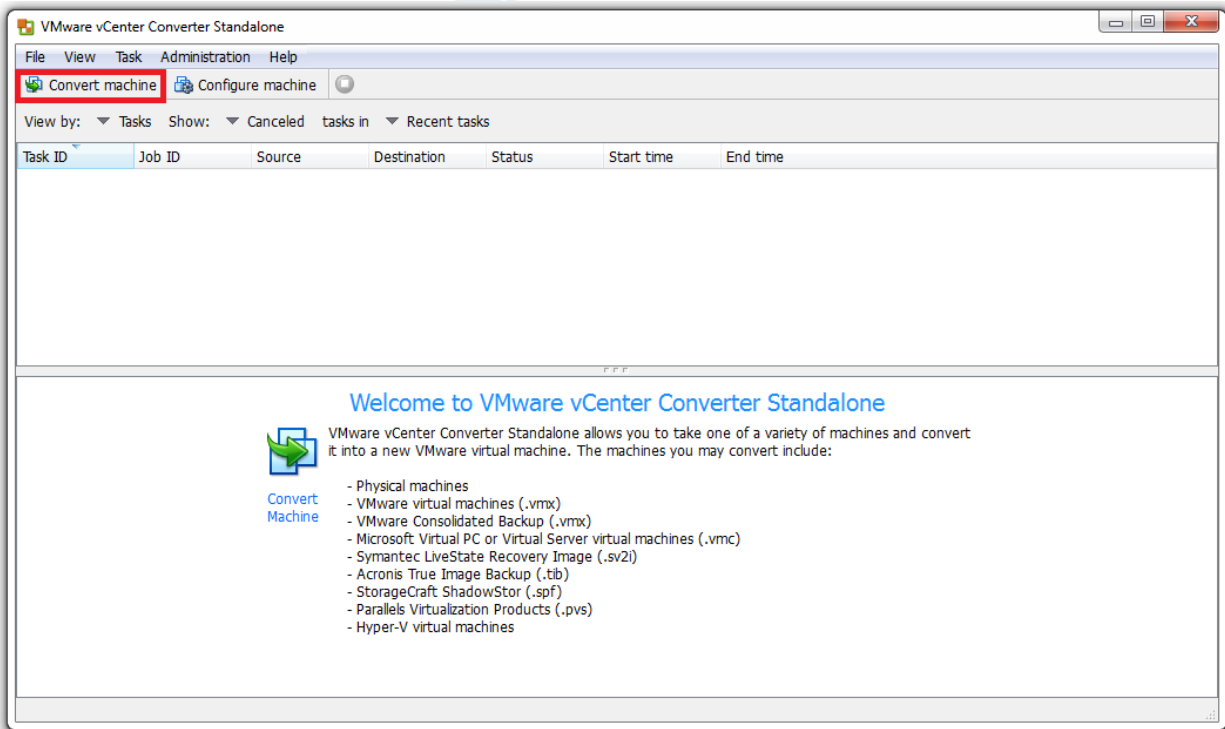 VMware vCenter Converter Standalone
File View Task Administration Help
Convert machine Configure machine
View by: Tasks Show: Canceled tasks in Recent tasks
Task ID Job ID Source Destination Status Start time End time
Welcome to VMware vCenter Converter Standalone
VMware vCenter Converter Standalone allows you to take one of a variety of machines and convert
it into a new VMware virtual machine. The machines you may convert include:
Convert
Machine
- Physical machines
- VMware virtual machines (.vmx)
- VMware Consolidated Backup (.vmx)
- Microsoft Virtual PC or Virtual Server virtual machines (.vmc)
- Symantec LiveState Recovery Image (.sv2i)
- Acronis True Image Backup (.tib)
- StorageCraft ShadowStor (.spf)
- Parallels Virtualization Products (.pvs)
- Hyper-V virtual machines